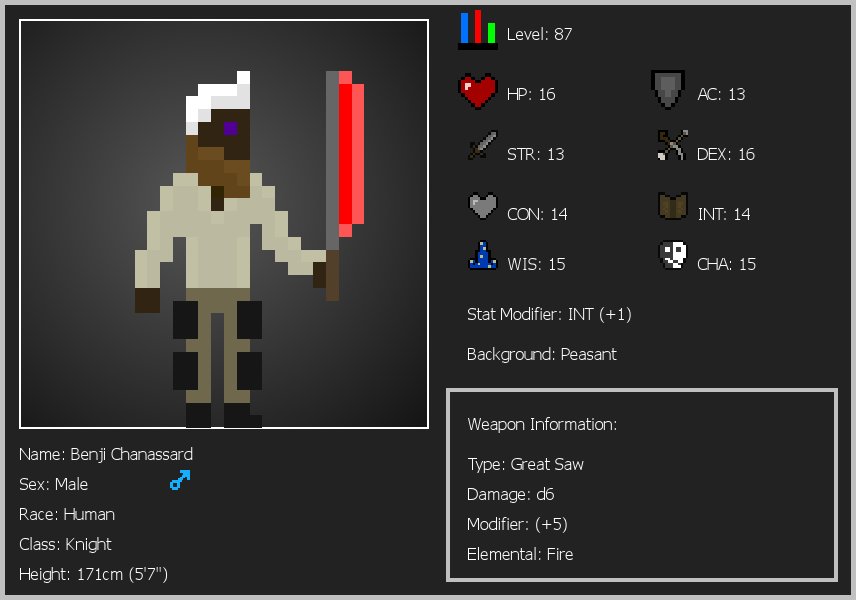 Level: 87
HP: 16
AC: 13
STR: 13
DEX: 16
CON: 14
INT: 14
WIS: 15
CHA: 15
Stat Modifier: INT (+1)
Background: Peasant
Weapon Information:
Type: Great Saw
Damage: d6
Modifier: (+5)
Elemental: Fire
Name: Benji Chanassard
Sex: Male
Race: Human
Class: Knight
Height: 171cm (5'7")